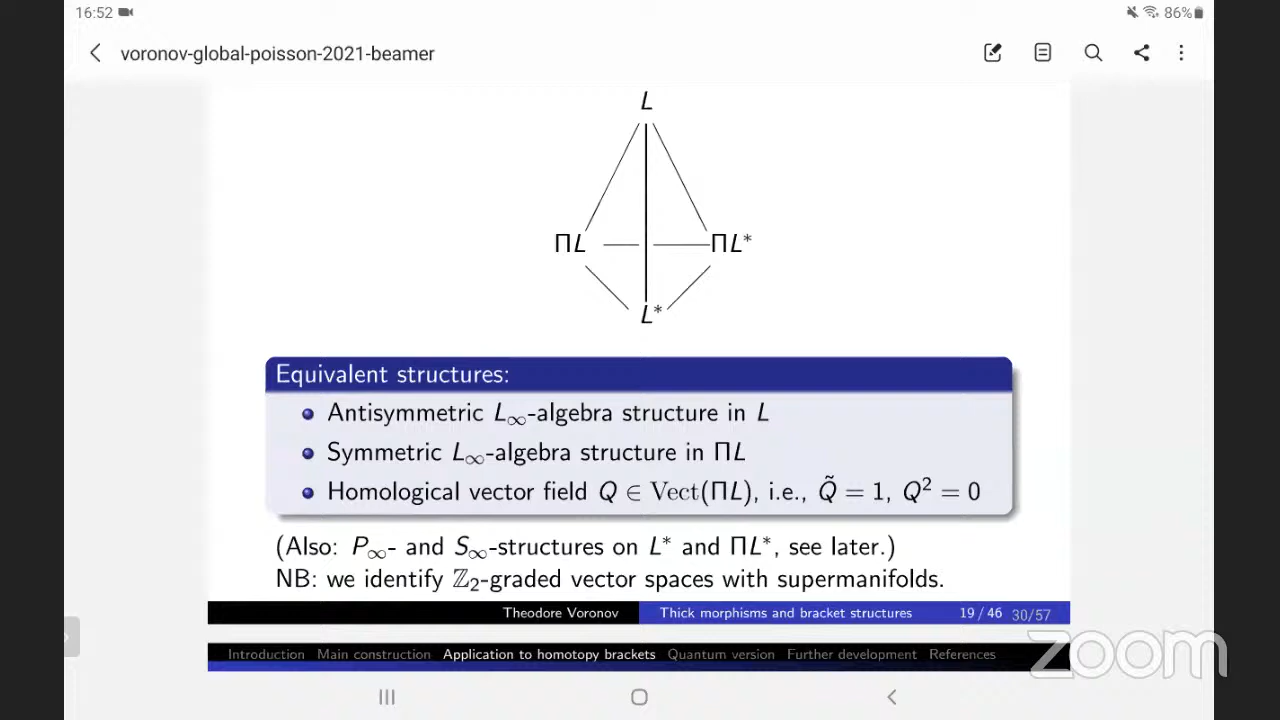 16:52 86%
voronov-global-poisson-2021-beamer
L
ΠL ΠL*
L*
Equivalent structures:
Antisymmetric L∞-algebra structure in L
Symmetric L∞-algebra structure in ΠL
Homological vector field Q ∈ Vect(ΠL), i.e., Q̃ = 1, Q² = 0
(Also: P∞- and S∞-structures on L* and ΠL*, see later.)
NB: we identify ℤ₂-graded vector spaces with supermanifolds.
Theodore Voronov Thick morphisms and bracket structures 19 / 46 30/57
Introduction Main construction Application to homotopy brackets Quantum version Further development References
zoom